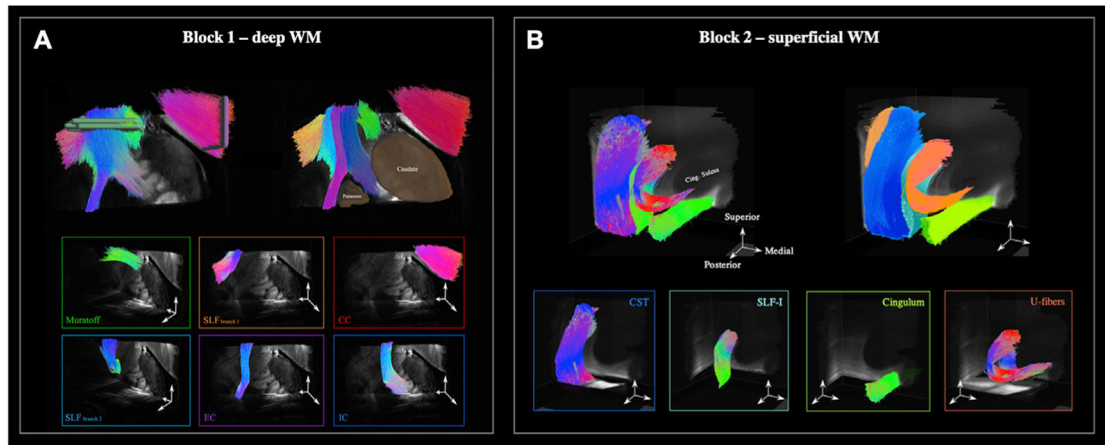 A
Block 1 – deep WM
Caudate
Putamen
Muratoff
SLF branch 1
CC
SLF branch 2
EC
IC
B
Block 2 – superficial WM
Cing. Sulcus
Superior
Medial
Posterior
CST
SLF-I
Cingulum
U-fibers